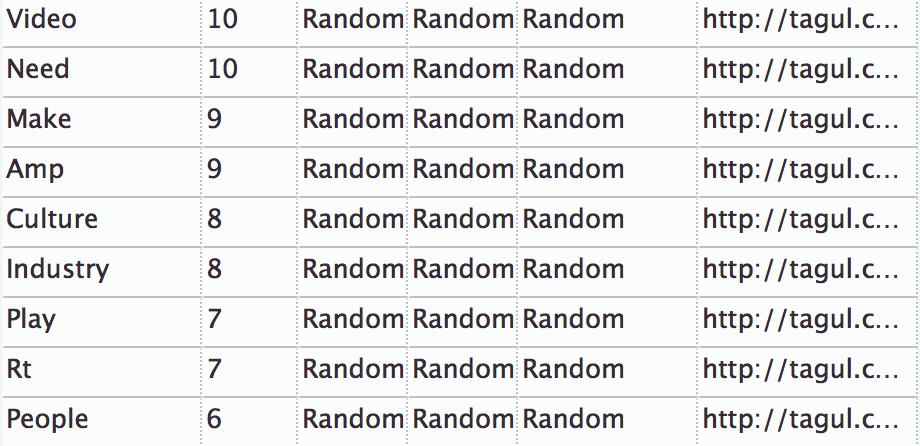 Video 10 Random Random Random http://tagul.c...
Need 10 Random Random Random http://tagul.c...
Make 9 Random Random Random http://tagul.c...
Amp 9 Random Random Random http://tagul.c...
Culture 8 Random Random Random http://tagul.c...
Industry 8 Random Random Random http://tagul.c...
Play 7 Random Random Random http://tagul.c...
Rt 7 Random Random Random http://tagul.c...
People 6 Random Random Random http://tagul.c...